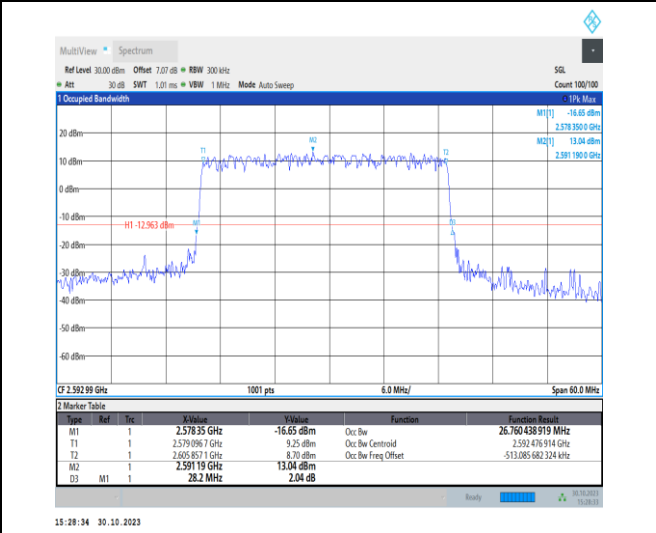 MultiView Spectrum
Ref Level 30.00 dBm Offset 7.07 dB RBW 300 kHz SGL
Att 30 dB SWT 1.01 ms VBW 1 MHz Mode Auto Sweep Count 100/100
1 Occupied Bandwidth 1Pk Max
M1[1] -16.65 dBm
2.578 350 0 GHz
M2[1] 13.04 dBm
2.591 190 0 GHz
20 dBm
M2
T1 T2
10 dBm
0 dBm
-10 dBm
H1 -12.963 dBm M1 D3
-20 dBm
-30 dBm
-40 dBm
-50 dBm
-60 dBm
CF 2.592 99 GHz 1001 pts 6.0 MHz/ Span 60.0 MHz
2 Marker Table
Type Ref Trc X-Value Y-Value Function Function Result
M1 1 2.578 35 GHz -16.65 dBm Occ Bw 26.760 438 919 MHz
T1 1 2.579 096 7 GHz 9.25 dBm Occ Bw Centroid 2.592 476 914 GHz
T2 1 2.605 857 1 GHz 8.70 dBm Occ Bw Freq Offset -513.085 682 324 kHz
M2 1 2.591 19 GHz 13.04 dBm
D3 M1 1 28.2 MHz 2.04 dB
Ready 30.10.2023
15:28:33
15:28:34 30.10.2023